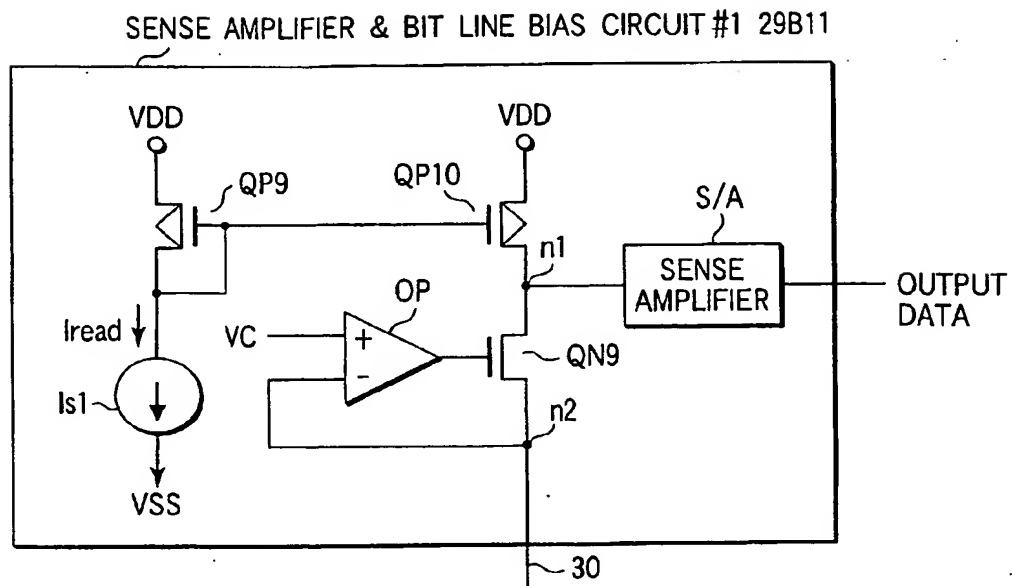 SENSE AMPLIFIER & BIT LINE BIAS CIRCUIT #1 29B11
VDD
VDD
QP9
QP10
S/A
n1
SENSE
AMPLIFIER
OUTPUT
DATA
OP
Iread
VC
+
-
QN9
Is1
n2
VSS
30